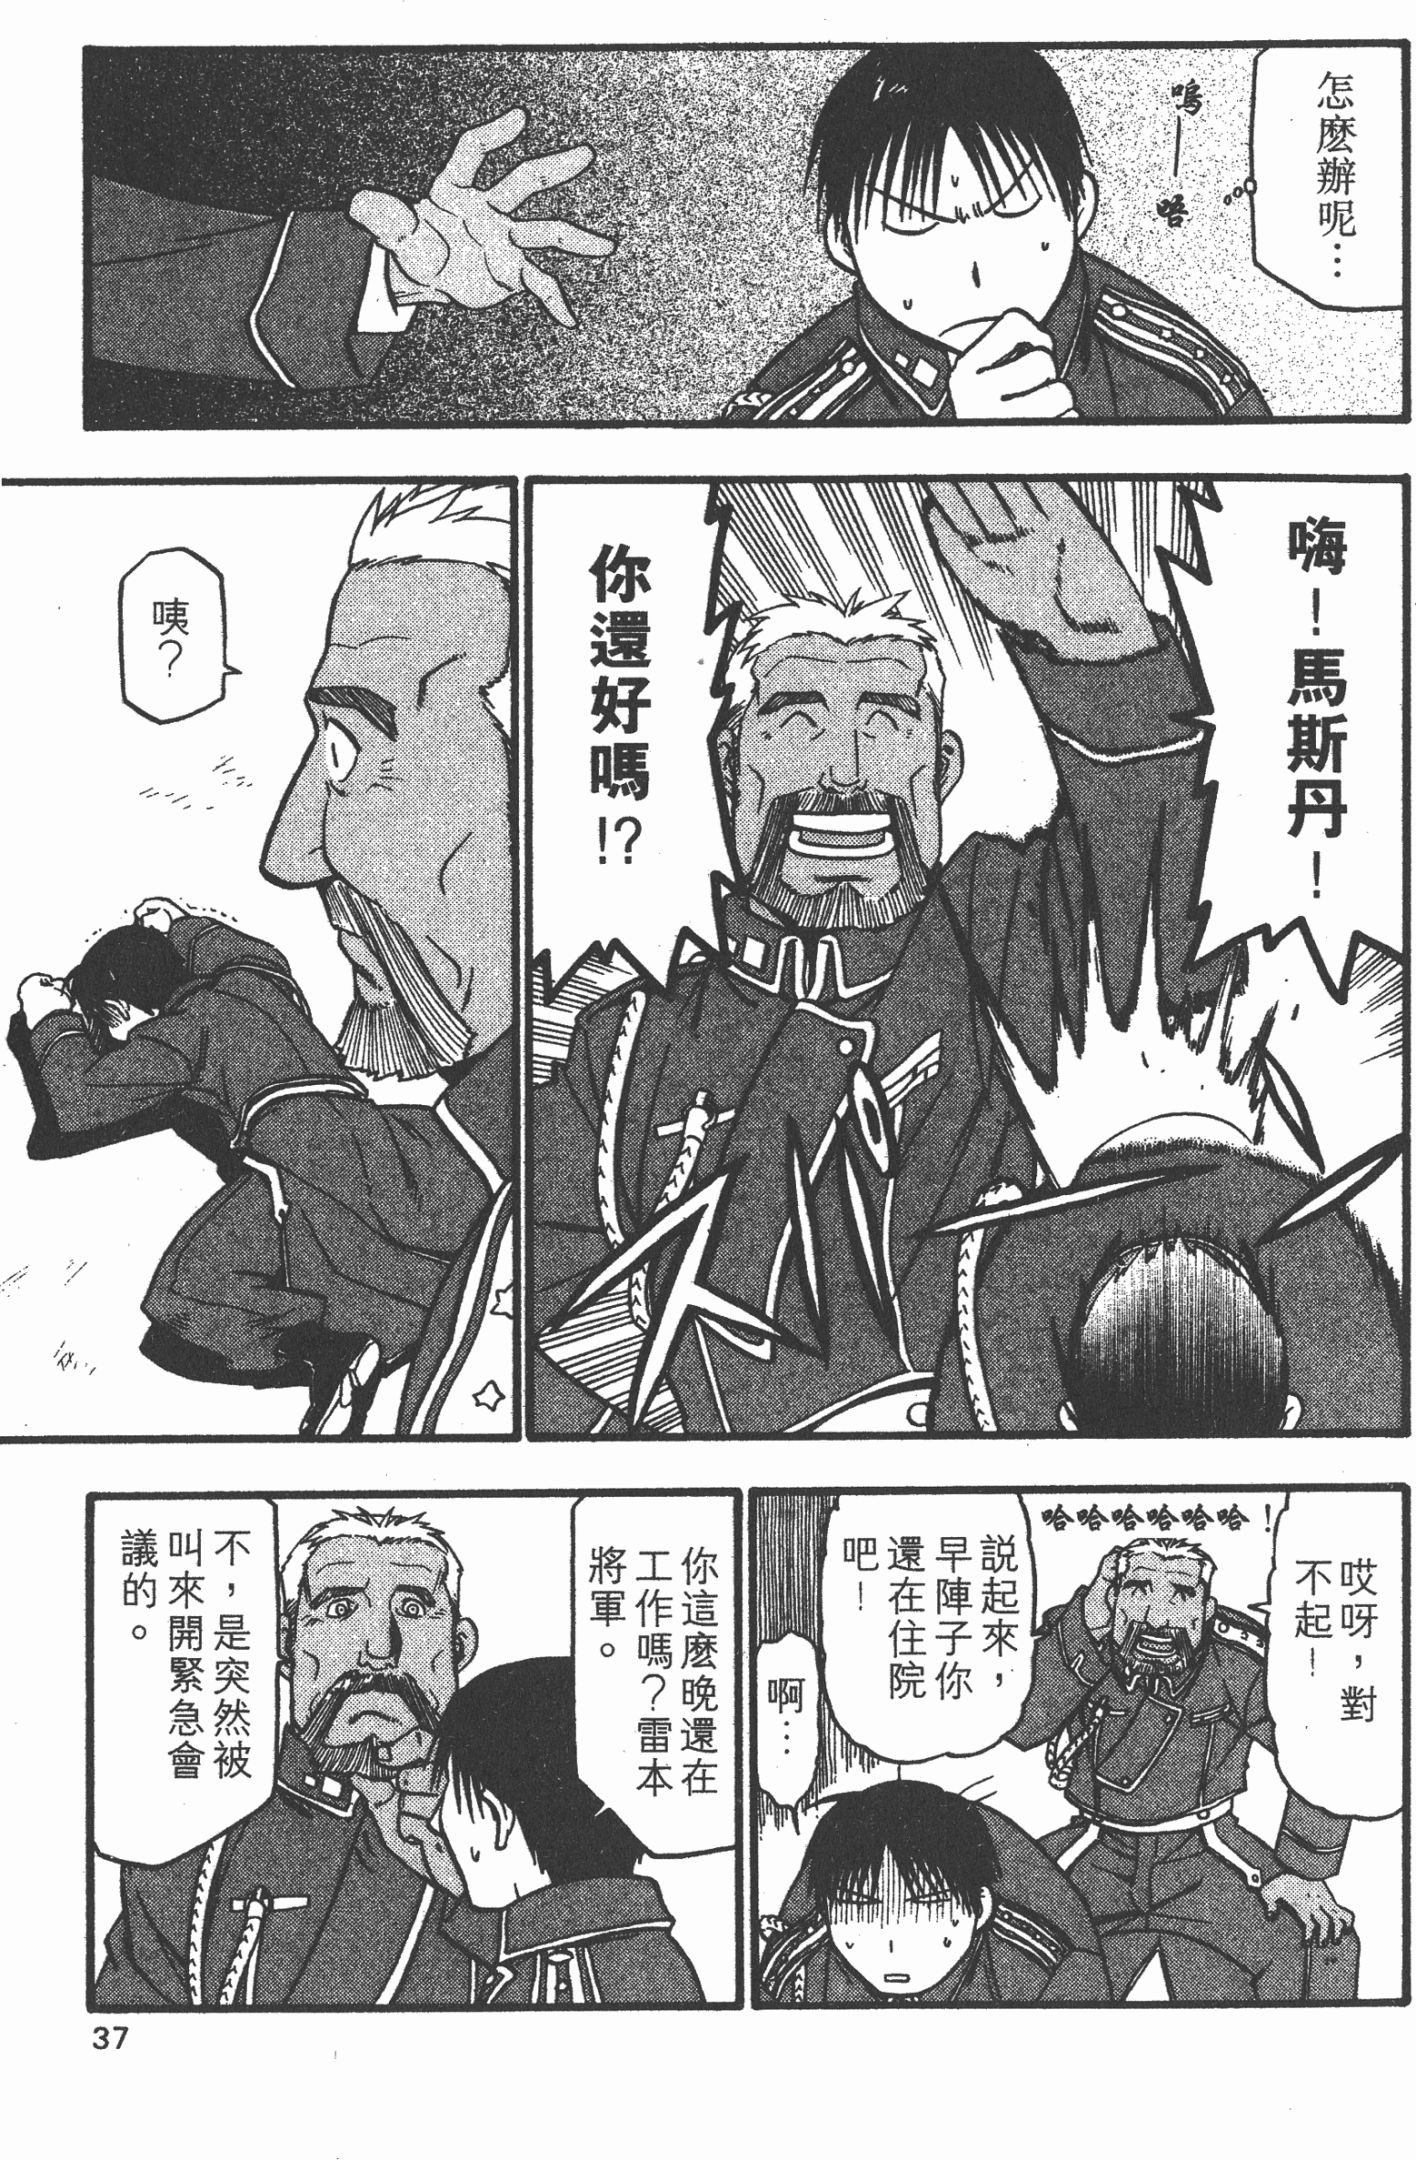 怎麼辦呢…
嗚—唔
嗨！馬斯丹！
你還好嗎!?
咦？
哎呀，對
不起！
哈哈哈哈哈哈！
說起來，
早陣子你
還在住院
吧！
啊…
你這麼晚還在
工作嗎？雷本
將軍。
不，是突然被
叫來開緊急會
議的。
37